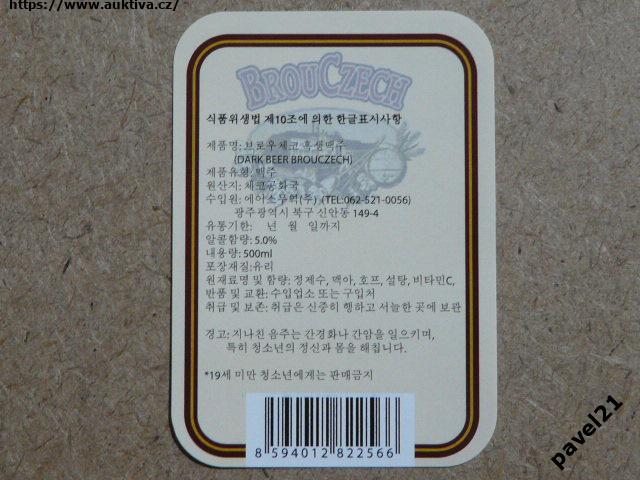 https://www.auktiva.cz/
BROUCZECH
식품위생법 제10조에 의한 한글표시사항
제품명: 브로우체코 흑생맥주
(DARK BEER BROUCZECH)
제품유형: 맥주
원산지: 체코공화국
수입원: 에이스무역(주) (TEL:062-521-0056)
광주광역시 북구 신안동 149-4
유통기한: 년 월 일까지
알콜함량: 5.0%
내용량: 500ml
포장재질:유리
원재료명 및 함량: 정제수, 맥아, 호프, 설탕, 비타민C,
반품 및 교환: 수입업소 또는 구입처
취급 및 보존: 취급은 신중히 행하고 서늘한 곳에 보관
경고: 지나친 음주는 간경화나 간암을 일으키며,
특히 청소년의 정신과 몸을 해칩니다.
*19세 미만 청소년에게는 판매금지
8 594012 822566
pavel21